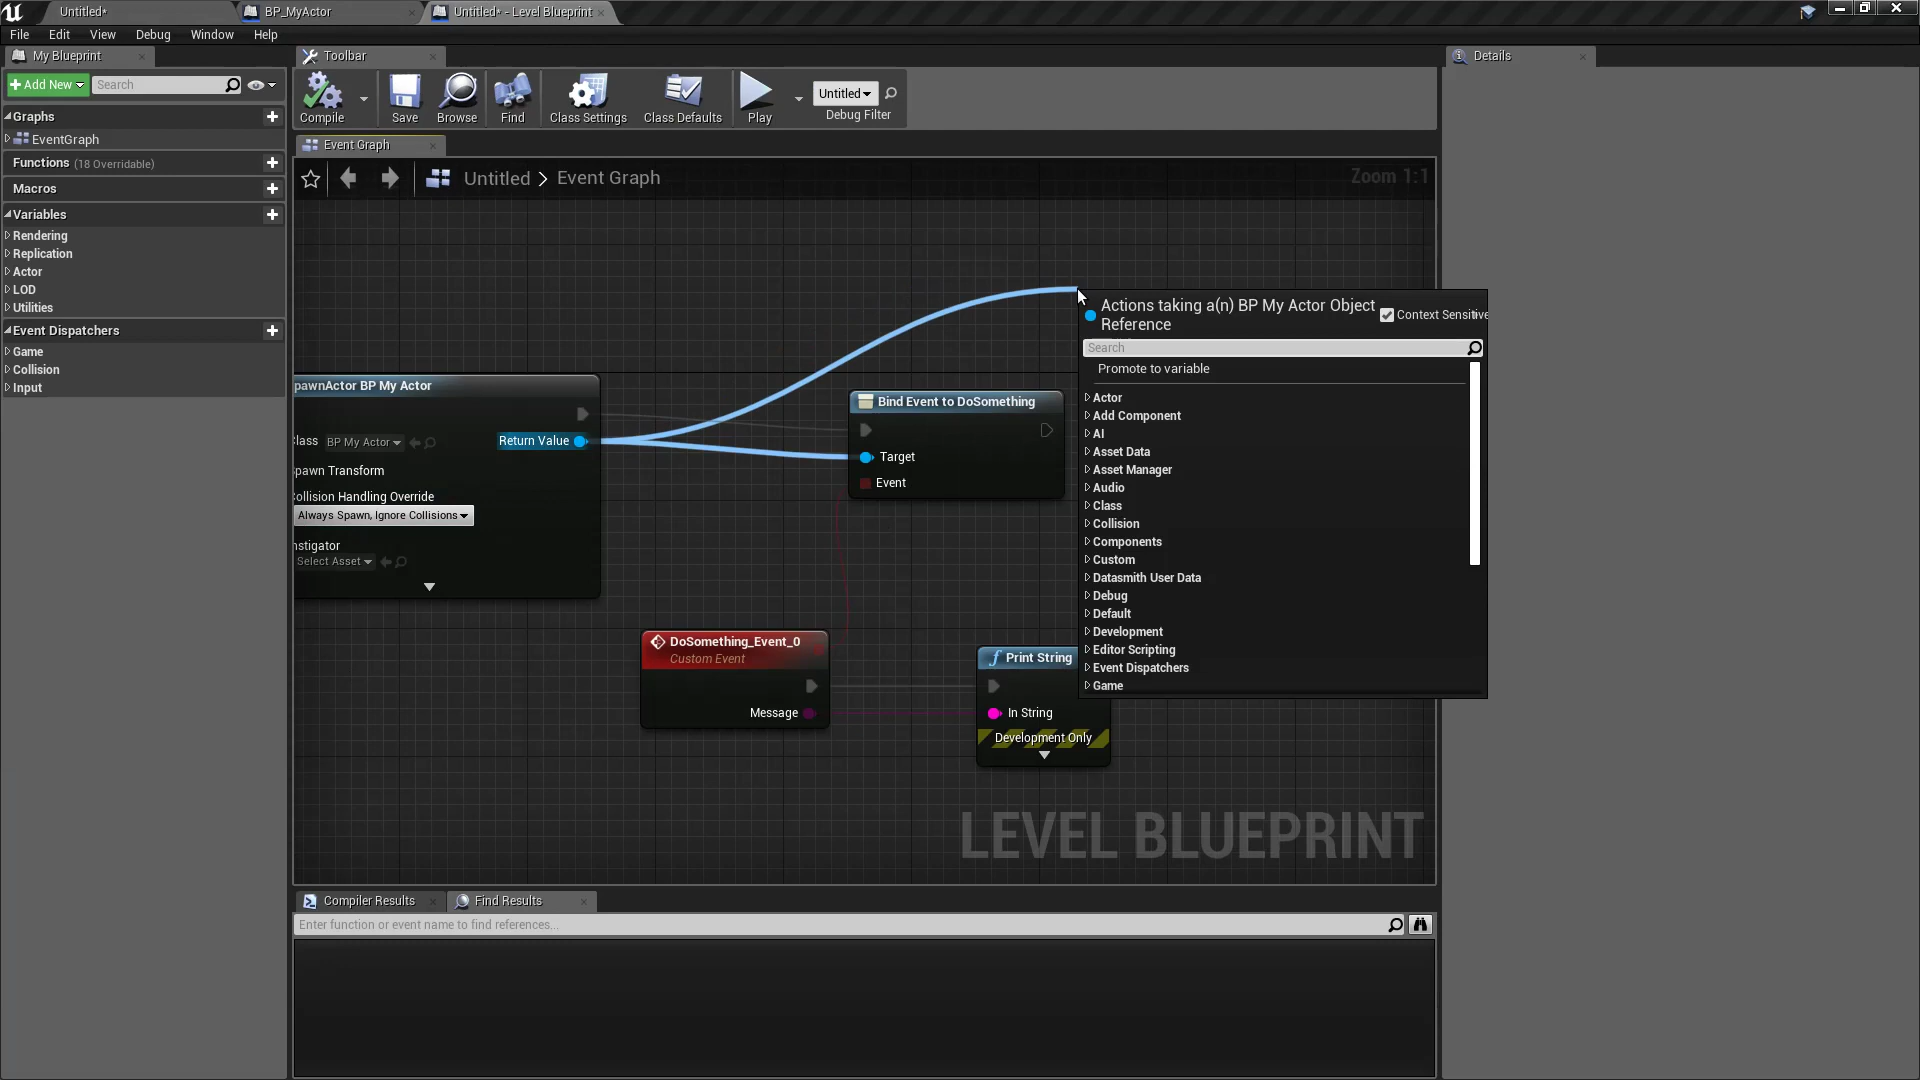 Untitled*
BP_MyActor
Untitled* - Level Blueprint
File Edit View Debug Window Help
My Blueprint
Add New
Search
Graphs
EventGraph
Functions (18 Overridable)
Macros
Variables
Rendering
Replication
Actor
LOD
Utilities
Event Dispatchers
Game
Collision
Input
Toolbar
Compile
Save
Browse
Find
Class Settings
Class Defaults
Play
Untitled
Debug Filter
Event Graph
Untitled > Event Graph
Zoom 1:1
pawnActor BP My Actor
lass BP My Actor
Return Value
pawn Transform
ollision Handling Override
Always Spawn, Ignore Collisions
nstigator
Select Asset
Bind Event to DoSomething
Target
Event
DoSomething_Event_0
Custom Event
Message
Print String
In String
Development Only
Actions taking a(n) BP My Actor Object
Reference
Context Sensitive
Search
Promote to variable
Actor
Add Component
AI
Asset Data
Asset Manager
Audio
Class
Collision
Components
Custom
Datasmith User Data
Debug
Default
Development
Editor Scripting
Event Dispatchers
Game
LEVEL BLUEPRINT
Compiler Results
Find Results
Enter function or event name to find references...
Details